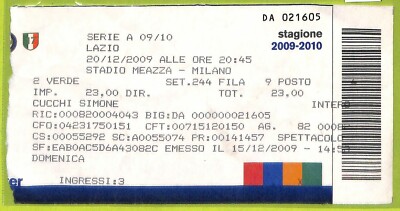 DA 021605
SERIE A 09/10
stagione
LAZIO
2009-2010
20/12/2009 ALLE ORE 20:45
STADIO MEAZZA - MILANO
2 VERDE SET.244 FILA 9 POSTO
IMP. 23,00 DIR. TOT. 23,00
CUCCHI SIMONE INTERO
RIC:000820004043 BIG:DA 000000021605
CFO:04231750151 CFT:00715120150 AG. 82 0008
CS:00055292 SC:A0055074 PR:00141457 SPETTACOLO
SF:EAB0AC5D6A43082C EMESSO IL 15/12/2009 - 14:5
DOMENICA
INGRESSI:3